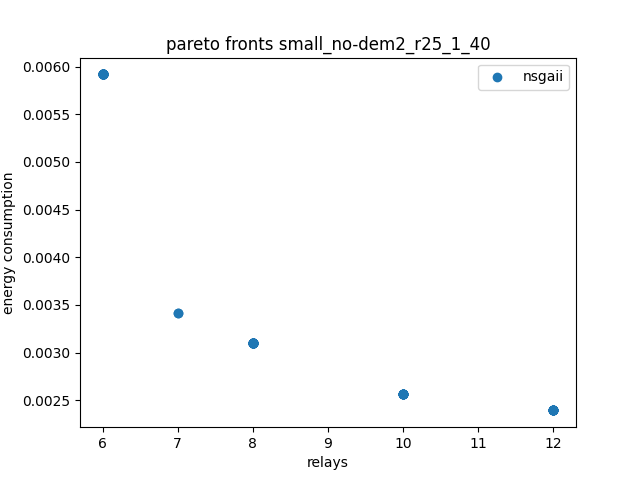 pareto fronts small_no-dem2_r25_1_40
nsgaii
0.0060
0.0055
0.0050
0.0045
0.0040
0.0035
0.0030
0.0025
energy consumption
6 7 8 9 10 11 12
relays